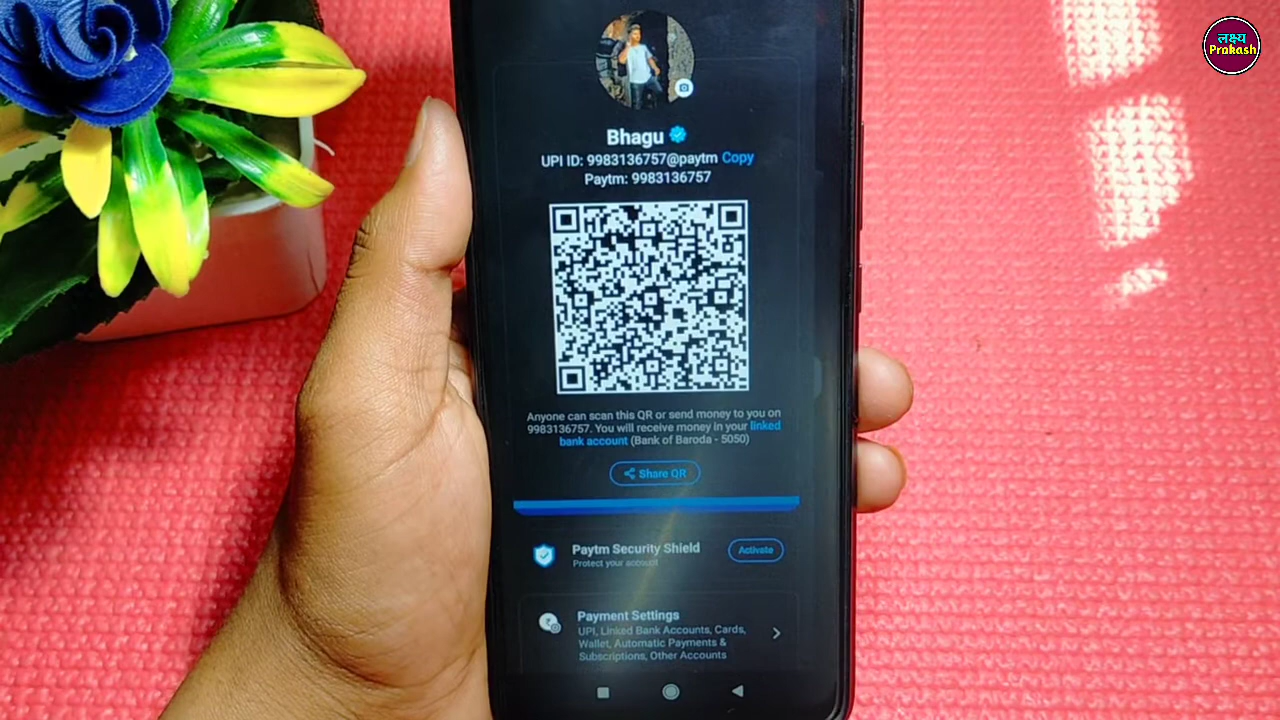 लक्ष्य
Prakash
Bhagu
UPI ID: 9983136757@paytm Copy
Paytm: 9983136757
Anyone can scan this QR or send money to you on
9983136757. You will receive money in your linked
bank account (Bank of Baroda - 5050)
Share QR
Paytm Security Shield
Protect your account
Activate
Payment Settings
UPI, Linked Bank Accounts, Cards,
Wallet, Automatic Payments &
Subscriptions, Other Accounts